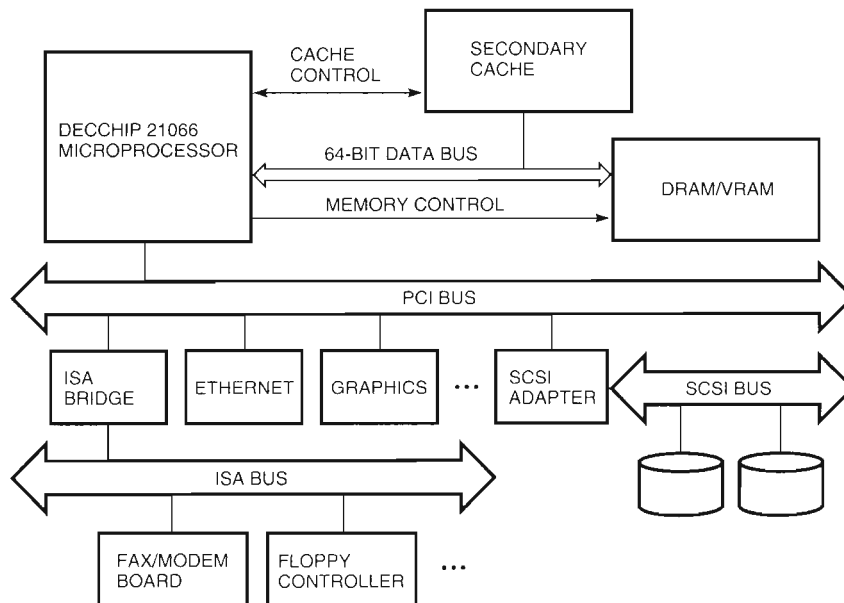 CACHE
CONTROL
SECONDARY
CACHE
DECCHIP 21066
MICROPROCESSOR
64-BIT DATA BUS
DRAM/VRAM
MEMORY CONTROL
PCI BUS
ISA
BRIDGE
ETHERNET
GRAPHICS
...
SCSI
ADAPTER
SCSI BUS
ISA BUS
FAX/MODEM
BOARD
FLOPPY
CONTROLLER
...